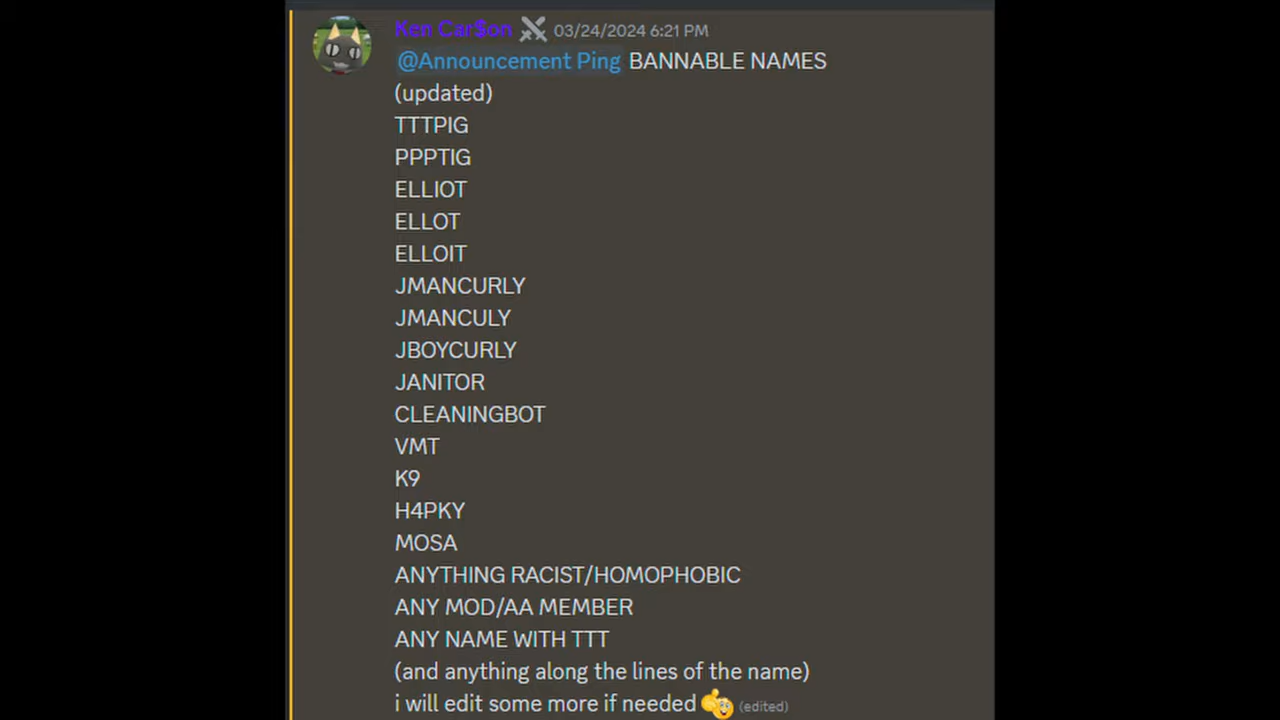 Ken Car$on 03/24/2024 6:21 PM
@Announcement Ping BANNABLE NAMES
(updated)
TTTPIG
PPPTIG
ELLIOT
ELLOT
ELLOIT
JMANCURLY
JMANCULY
JBOYCURLY
JANITOR
CLEANINGBOT
VMT
K9
H4PKY
MOSA
ANYTHING RACIST/HOMOPHOBIC
ANY MOD/AA MEMBER
ANY NAME WITH TTT
(and anything along the lines of the name)
i will edit some more if needed (edited)